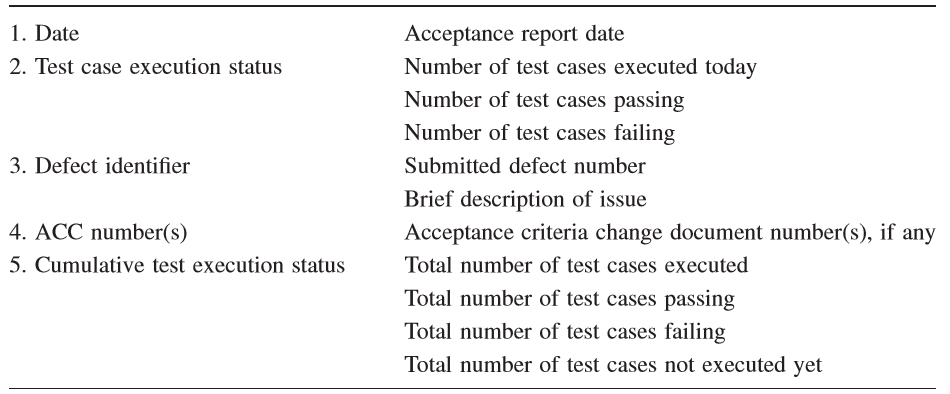 1. Date Acceptance report date
2. Test case execution status Number of test cases executed today
Number of test cases passing
Number of test cases failing
3. Defect identifier Submitted defect number
Brief description of issue
4. ACC number(s) Acceptance criteria change document number(s), if any
5. Cumulative test execution status Total number of test cases executed
Total number of test cases passing
Total number of test cases failing
Total number of test cases not executed yet